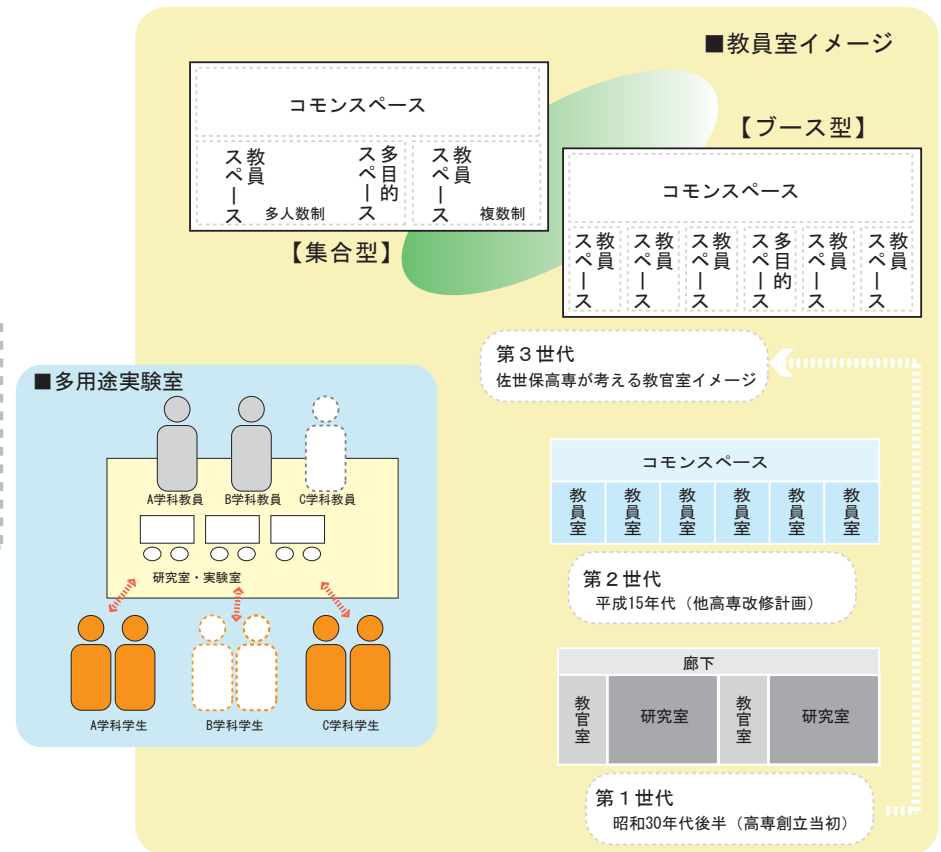 ■教員室イメージ
コモンスペース
教員スペース
多人数制
多目的スペース
教員スペース
複数制
【集合型】
【ブース型】
コモンスペース
教員スペース
教員スペース
教員スペース
多目的スペース
教員スペース
教員スペース
第3世代
佐世保高専が考える教官室イメージ
コモンスペース
教員室
教員室
教員室
教員室
教員室
教員室
第2世代
平成15年代（他高専改修計画）
廊下
教官室
研究室
教官室
研究室
第1世代
昭和30年代後半（高専創立当初）
■多用途実験室
A学科教員
B学科教員
C学科教員
研究室・実験室
A学科学生
B学科学生
C学科学生